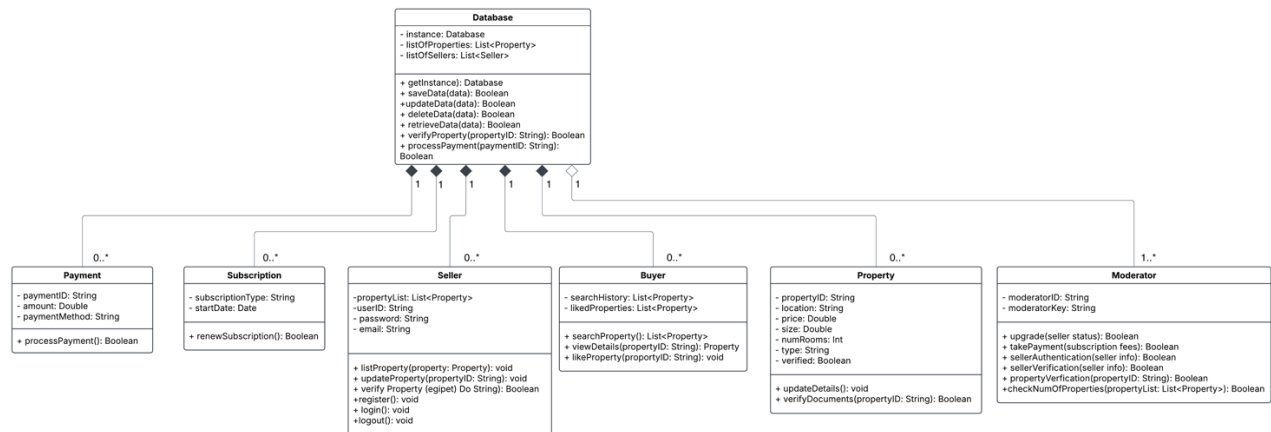 Database
- instance: Database
- listOfProperties: List<Property>
- listOfSellers: List<Seller>
+ getInstance): Database
+ saveData(data): Boolean
+updateData(data): Boolean
+ deleteData(data): Boolean
+ retrieveData(data): Boolean
+ verifyProperty(propertyID: String): Boolean
+ processPayment(paymentID: String):
Boolean
1 1 1 1 1 1
0..* 0..* 0..* 0..* 0..* 1..*
Payment
- paymentID: String
- amount: Double
- paymentMethod: String
+ processPayment(): Boolean
Subscription
- subscriptionType: String
- startDate: Date
+ renewSubscription(): Boolean
Seller
-propertyList: List<Property>
-userID: String
- password: String
- email: String
+ listProperty(property: Property): void
+ updateProperty(propertyID: String): void
+ verify Property (egipet) Do String): Boolean
+register(): void
+ login(): void
+logout(): void
Buyer
- searchHistory: List<Property>
- likedProperties: List<Property>
+ searchProperty(): List<Property>
+ viewDetails(propertyID: String): Property
+ likeProperty(proportyID: String): void
Property
- propertyID: String
- location: String
- price: Double
- size: Double
- numRooms: Int
- type: String
- verified: Boolean
+ updateDetails(): void
+ verifyDocuments(propertyID: String): Boolean
Moderator
- moderatorID: String
- moderatorKey: String
+ upgrade(seller status): Boolean
+ takePayment(subscription fees): Boolean
+ sellerAuthentication(seller info): Boolean
+ sellerVerification(seller info): Boolean
+ propertyVerfication(propertyID: String): Boolean
+checkNumOfProperties(propertyList: List<Property>): Boolean